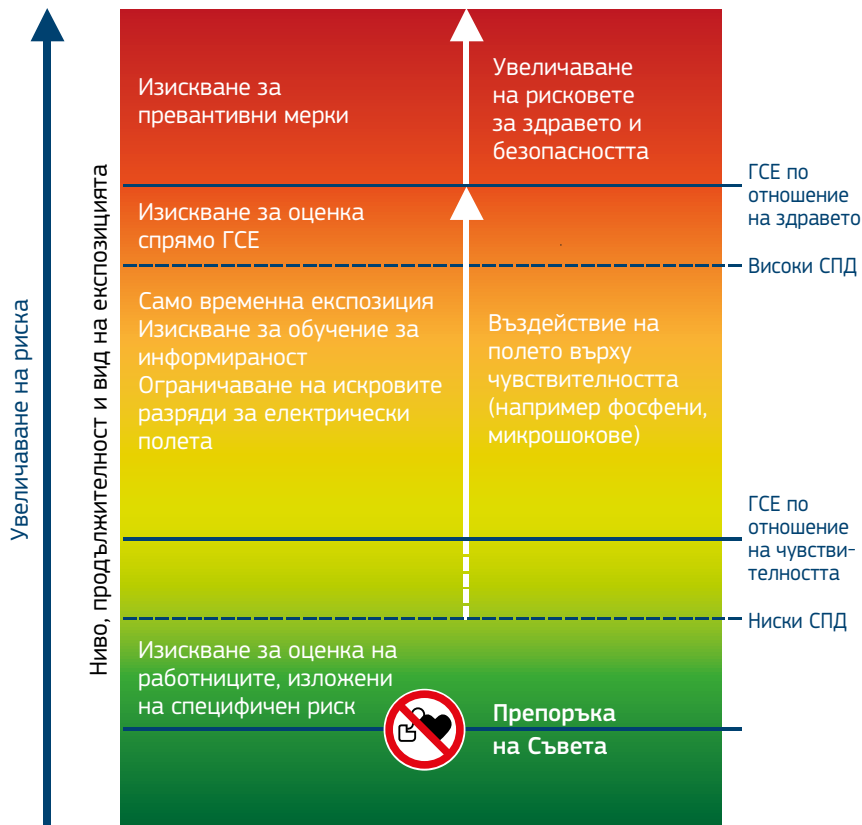 Увеличаване на риска
Ниво, продължителност и вид на експозицията
Изискване за
превантивни мерки
Увеличаване
на рисковете
за здравето и
безопасността
ГСЕ по
отношение
на здравето
Изискване за оценка
спрямо ГСЕ
Високи СПД
Само временна експозиция
Изискване за обучение за
информираност
Ограничаване на искровите
разряди за електрически
полета
Въздействие на
полето върху
чувствителността
(например фосфени,
микрошокове)
ГСЕ по
отношение
на чувстви-
телността
Ниски СПД
Изискване за оценка на
работниците, изложени
на специфичен риск
Препоръка
на Съвета